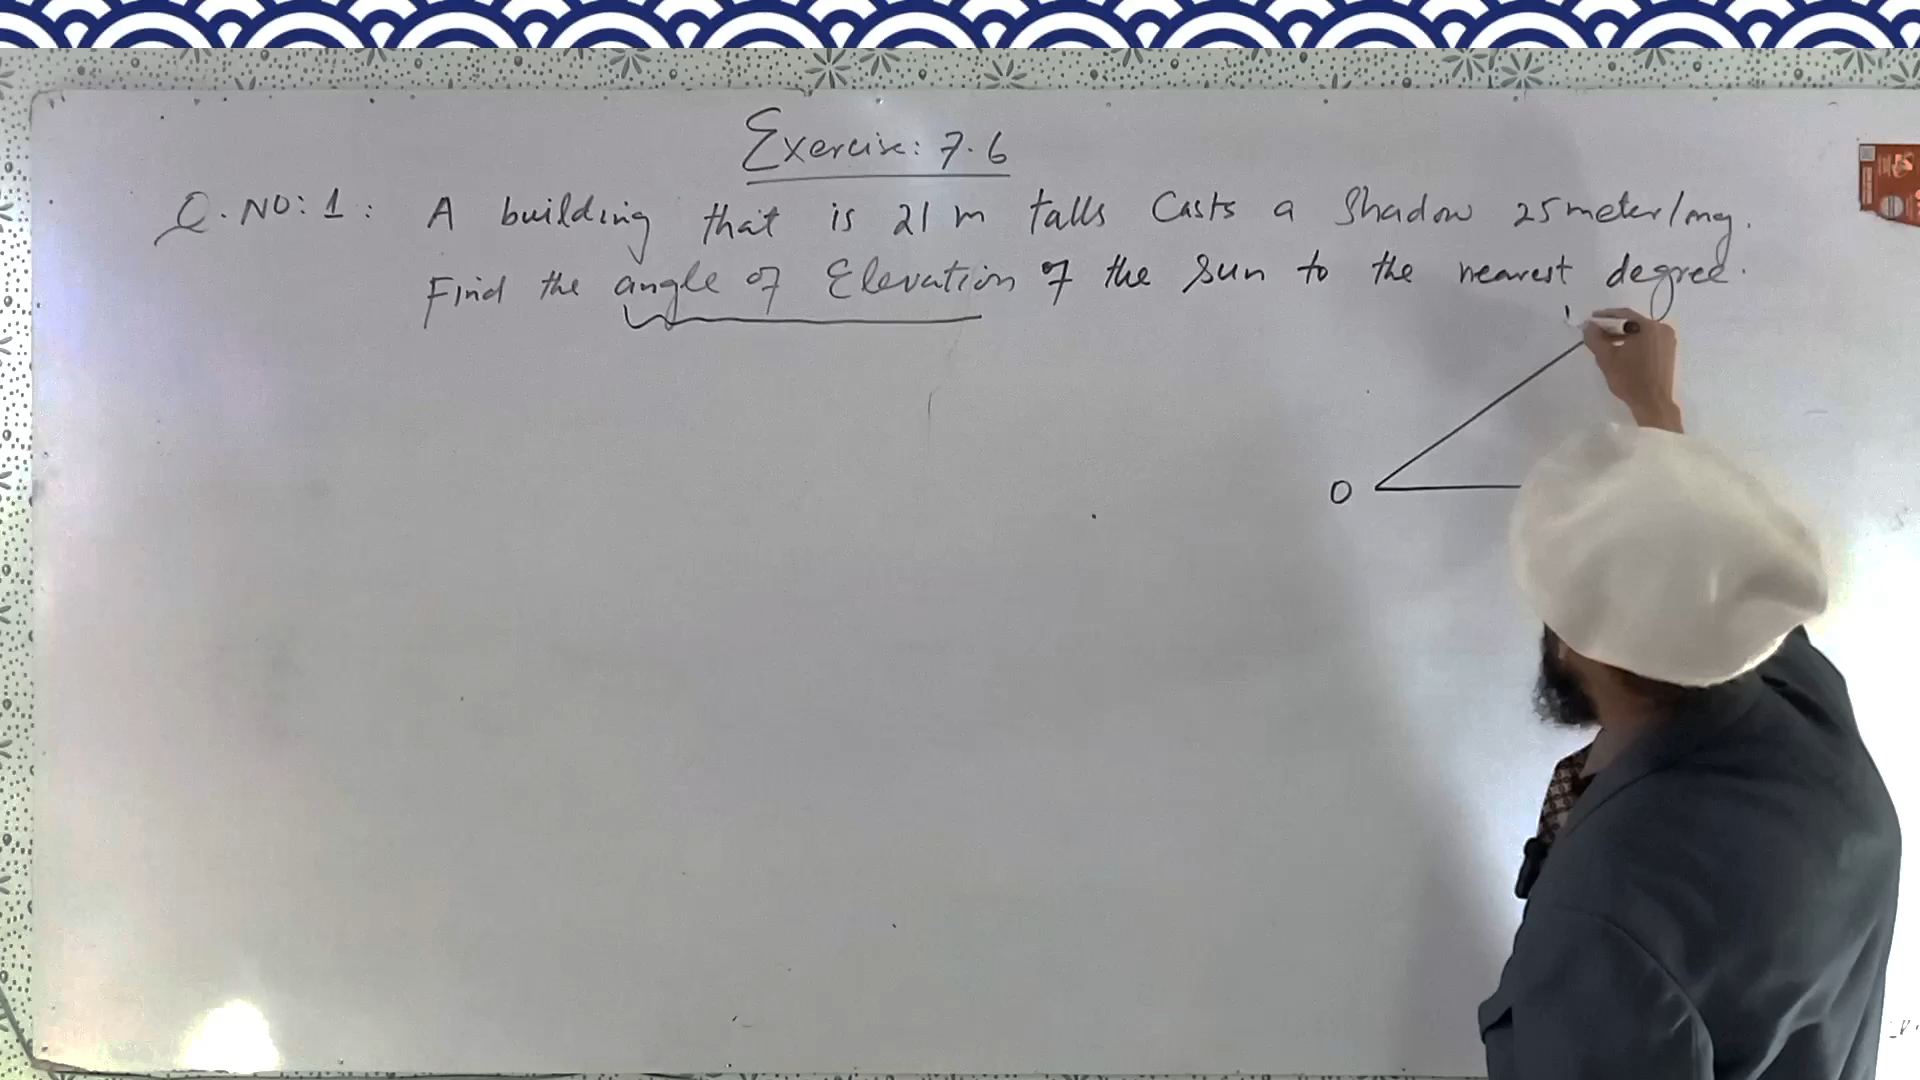 Exercise: 7.6
Q.NO:1: A building that is 21 m talls Casts a Shadow 25 meter long.
Find the angle of Elevation of the Sun to the nearest degree.
O